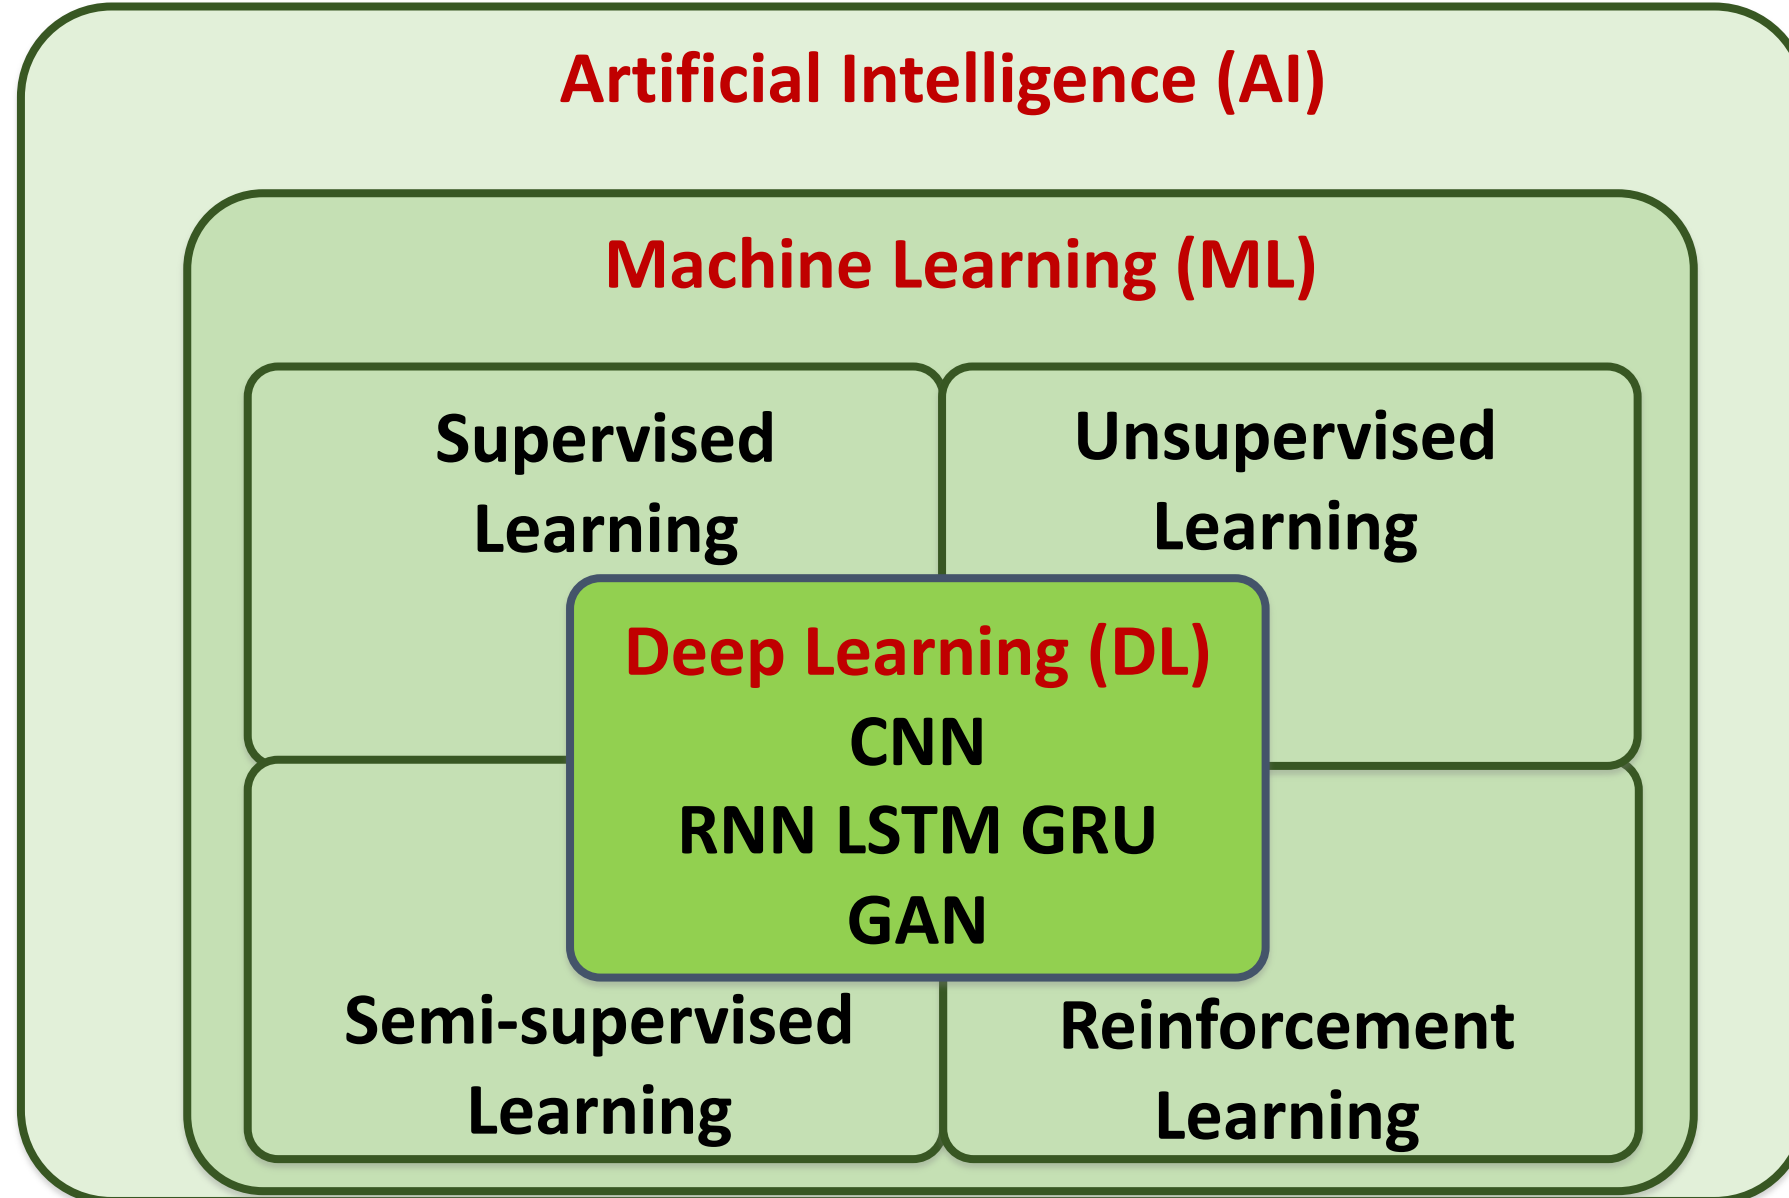 Artificial Intelligence (AI)
Machine Learning (ML)
Supervised
Learning
Unsupervised
Learning
Deep Learning (DL)
CNN
RNN LSTM GRU
GAN
Semi-supervised
Learning
Reinforcement
Learning